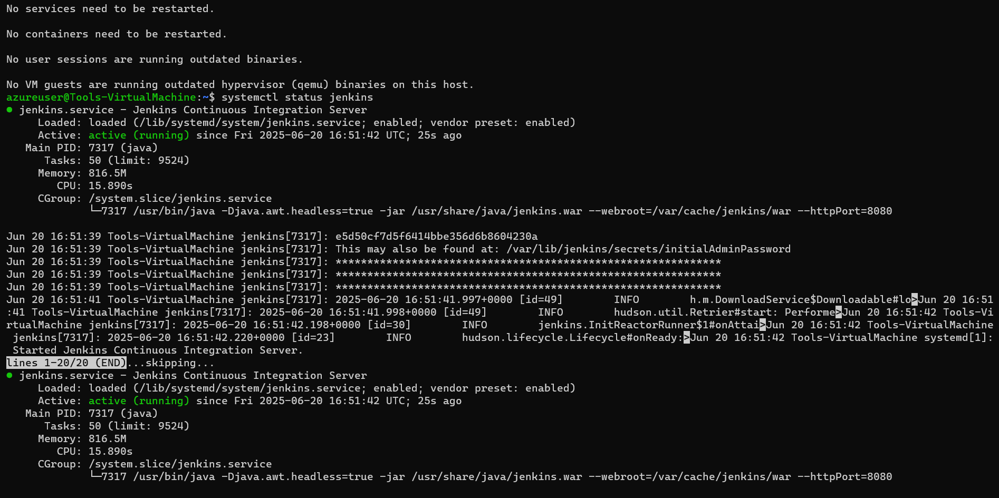 No services need to be restarted.
No containers need to be restarted.
No user sessions are running outdated binaries.
No VM guests are running outdated hypervisor (qemu) binaries on this host.
azureuser@Tools-VirtualMachine:~$ systemctl status jenkins
● jenkins.service - Jenkins Continuous Integration Server
     Loaded: loaded (/lib/systemd/system/jenkins.service; enabled; vendor preset: enabled)
     Active: active (running) since Fri 2025-06-20 16:51:42 UTC; 25s ago
   Main PID: 7317 (java)
      Tasks: 50 (limit: 9524)
     Memory: 816.5M
        CPU: 15.890s
     CGroup: /system.slice/jenkins.service
             └─7317 /usr/bin/java -Djava.awt.headless=true -jar /usr/share/java/jenkins.war --webroot=/var/cache/jenkins/war --httpPort=8080
Jun 20 16:51:39 Tools-VirtualMachine jenkins[7317]: e5d50cf7d5f6414bbe356d6b8604230a
Jun 20 16:51:39 Tools-VirtualMachine jenkins[7317]: This may also be found at: /var/lib/jenkins/secrets/initialAdminPassword
Jun 20 16:51:39 Tools-VirtualMachine jenkins[7317]: *************************************************************
Jun 20 16:51:39 Tools-VirtualMachine jenkins[7317]: *************************************************************
Jun 20 16:51:39 Tools-VirtualMachine jenkins[7317]: *************************************************************
Jun 20 16:51:41 Tools-VirtualMachine jenkins[7317]: 2025-06-20 16:51:41.997+0000 [id=49]        INFO        h.m.DownloadService$Downloadable#lo>Jun 20 16:51
:41 Tools-VirtualMachine jenkins[7317]: 2025-06-20 16:51:41.998+0000 [id=49]        INFO        hudson.util.Retrier#start: Performe>Jun 20 16:51:42 Tools-Vi
rtualMachine jenkins[7317]: 2025-06-20 16:51:42.198+0000 [id=30]        INFO        jenkins.InitReactorRunner$1#onAttai>Jun 20 16:51:42 Tools-VirtualMachine
 jenkins[7317]: 2025-06-20 16:51:42.220+0000 [id=23]        INFO        hudson.lifecycle.Lifecycle#onReady:>Jun 20 16:51:42 Tools-VirtualMachine systemd[1]:
 Started Jenkins Continuous Integration Server.
lines 1-20/20 (END)...skipping...
● jenkins.service - Jenkins Continuous Integration Server
     Loaded: loaded (/lib/systemd/system/jenkins.service; enabled; vendor preset: enabled)
     Active: active (running) since Fri 2025-06-20 16:51:42 UTC; 25s ago
   Main PID: 7317 (java)
      Tasks: 50 (limit: 9524)
     Memory: 816.5M
        CPU: 15.890s
     CGroup: /system.slice/jenkins.service
             └─7317 /usr/bin/java -Djava.awt.headless=true -jar /usr/share/java/jenkins.war --webroot=/var/cache/jenkins/war --httpPort=8080